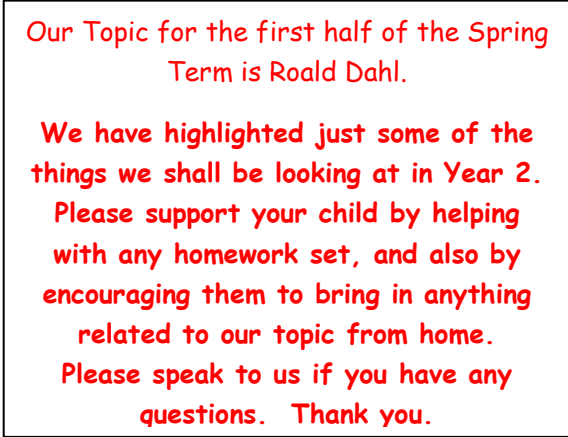 Our Topic for the first half of the Spring
Term is Roald Dahl.
We have highlighted just some of the
things we shall be looking at in Year 2.
Please support your child by helping
with any homework set, and also by
encouraging them to bring in anything
related to our topic from home.
Please speak to us if you have any
questions.  Thank you.